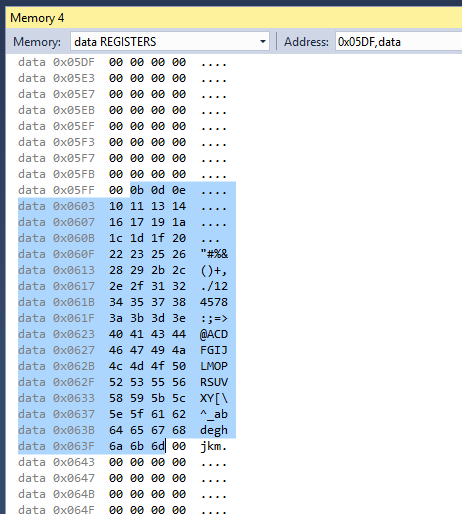 Memory 4
Memory: data REGISTERS Address: 0x05DF,data
data 0x05DF 00 00 00 00 ....
data 0x05E3 00 00 00 00 ....
data 0x05E7 00 00 00 00 ....
data 0x05EB 00 00 00 00 ....
data 0x05EF 00 00 00 00 ....
data 0x05F3 00 00 00 00 ....
data 0x05F7 00 00 00 00 ....
data 0x05FB 00 00 00 00 ....
data 0x05FF 00 0b 0d 0e ....
data 0x0603 10 11 13 14 ....
data 0x0607 16 17 19 1a ....
data 0x060B 1c 1d 1f 20 ...
data 0x060F 22 23 25 26 "#%&
data 0x0613 28 29 2b 2c ()+,
data 0x0617 2e 2f 31 32 ./12
data 0x061B 34 35 37 38 4578
data 0x061F 3a 3b 3d 3e :;=>
data 0x0623 40 41 43 44 @ACD
data 0x0627 46 47 49 4a FGIJ
data 0x062B 4c 4d 4f 50 LMOP
data 0x062F 52 53 55 56 RSUV
data 0x0633 58 59 5b 5c XY[\
data 0x0637 5e 5f 61 62 ^_ab
data 0x063B 64 65 67 68 degh
data 0x063F 6a 6b 6d 00 jkm.
data 0x0643 00 00 00 00 ....
data 0x0647 00 00 00 00 ....
data 0x064B 00 00 00 00 ....
data 0x064F 00 00 00 00 ....